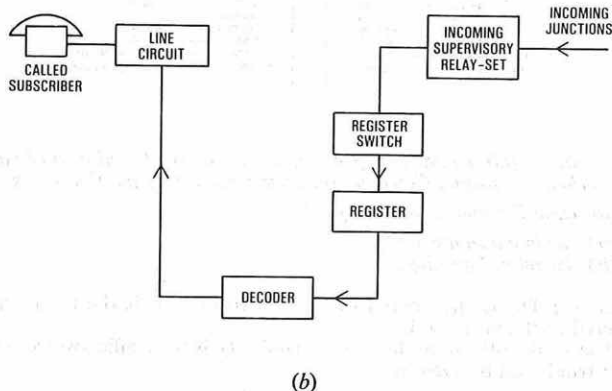 INCOMING
JUNCTIONS
INCOMING
SUPERVISORY
RELAY-SET
LINE
CIRCUIT
CALLED
SUBSCRIBER
REGISTER
SWITCH
REGISTER
DECODER
(b)